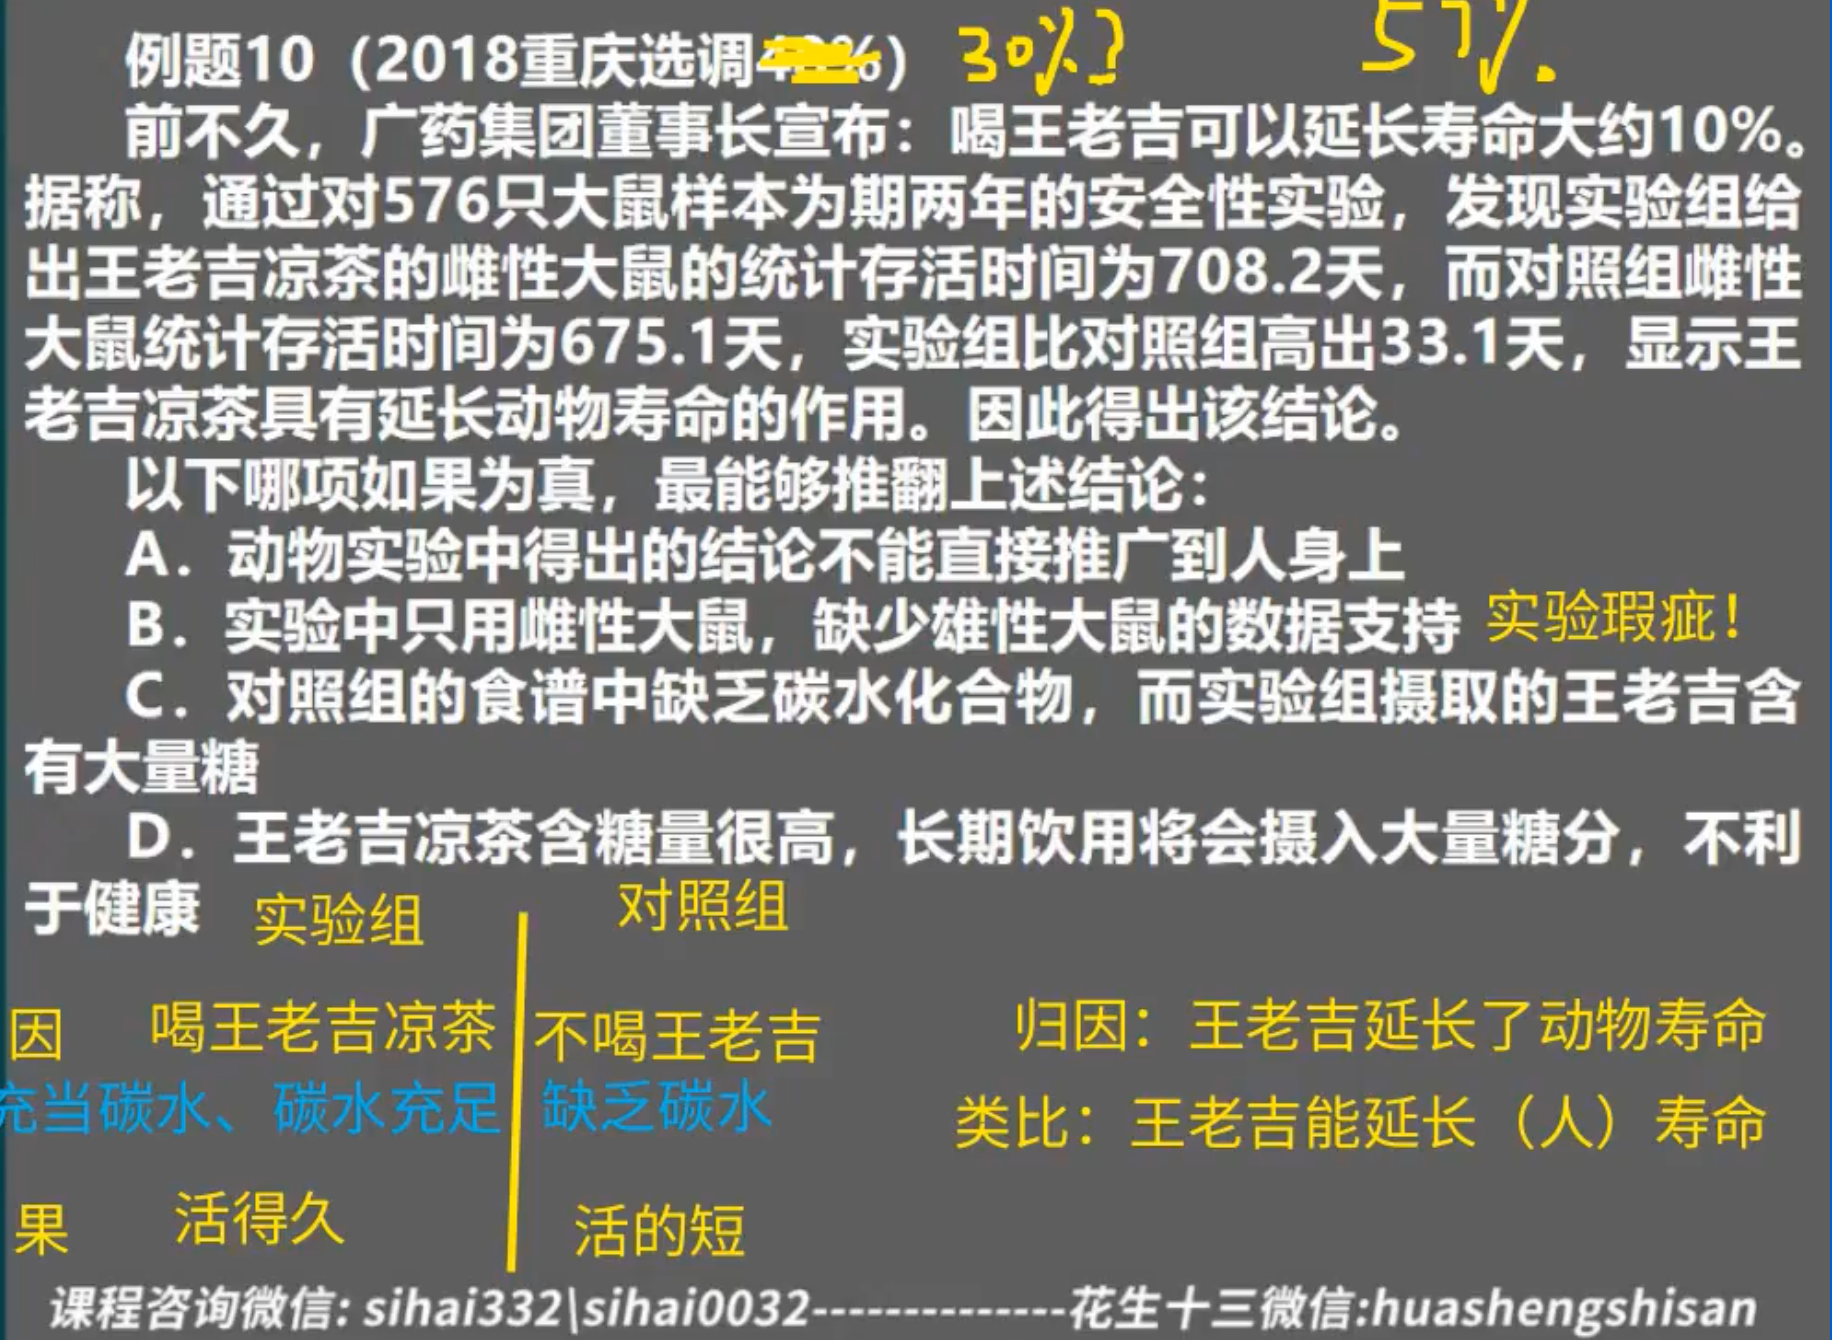 例题10（2018重庆选调%） 30%? 57%.
前不久，广药集团董事长宣布：喝王老吉可以延长寿命大约10%。
据称，通过对576只大鼠样本为期两年的安全性实验，发现实验组给
出王老吉凉茶的雌性大鼠的统计存活时间为708.2天，而对照组雌性
大鼠统计存活时间为675.1天，实验组比对照组高出33.1天，显示王
老吉凉茶具有延长动物寿命的作用。因此得出该结论。
以下哪项如果为真，最能够推翻上述结论：
A．动物实验中得出的结论不能直接推广到人身上
B．实验中只用雌性大鼠，缺少雄性大鼠的数据支持 实验瑕疵！
C．对照组的食谱中缺乏碳水化合物，而实验组摄取的王老吉含
有大量糖
D．王老吉凉茶含糖量很高，长期饮用将会摄入大量糖分，不利
于健康 实验组 对照组
因 喝王老吉凉茶 不喝王老吉 归因：王老吉延长了动物寿命
充当碳水、碳水充足 缺乏碳水 类比：王老吉能延长（人）寿命
果 活得久 活的短
课程咨询微信: sihai332\sihai0032--------------花生十三微信:huashengshisan